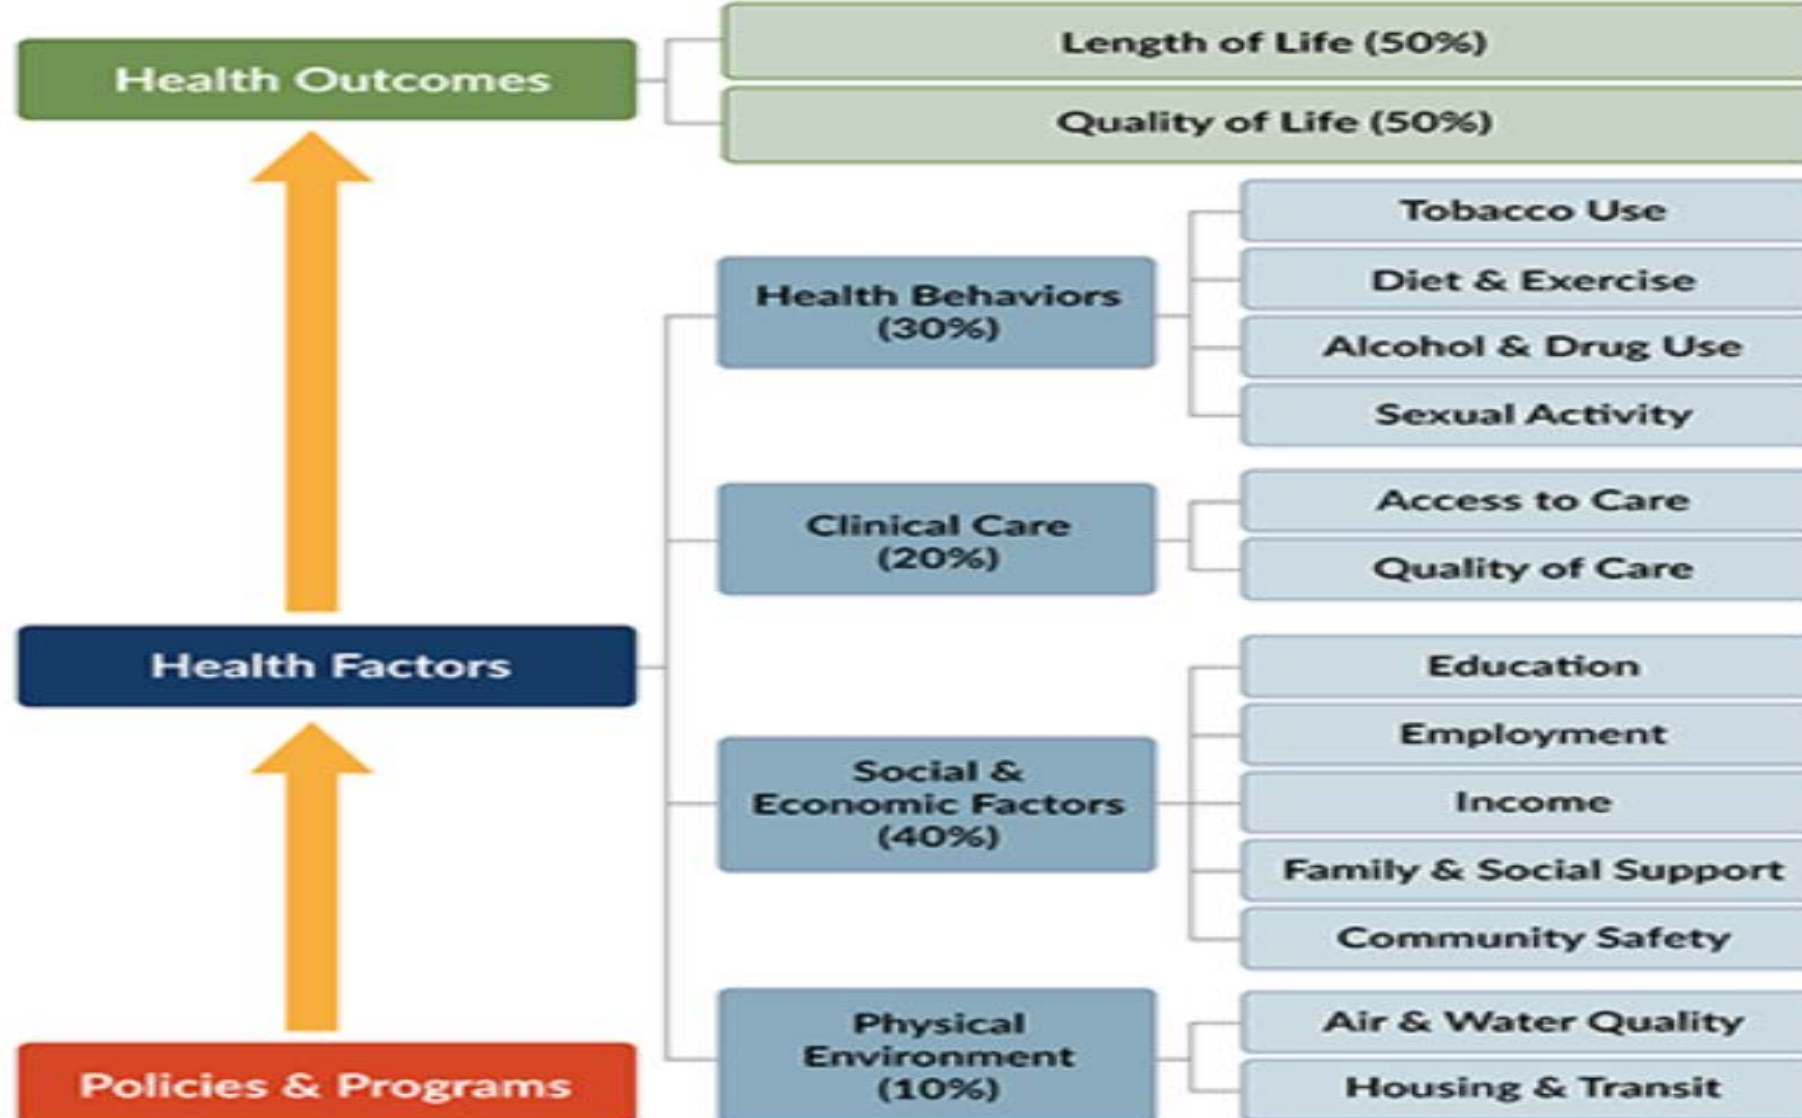 Health Outcomes
Length of Life (50%)
Quality of Life (50%)
Health Factors
Health Behaviors
(30%)
Tobacco Use
Diet & Exercise
Alcohol & Drug Use
Sexual Activity
Clinical Care
(20%)
Access to Care
Quality of Care
Social &
Economic Factors
(40%)
Education
Employment
Income
Family & Social Support
Community Safety
Physical
Environment
(10%)
Air & Water Quality
Housing & Transit
Policies & Programs